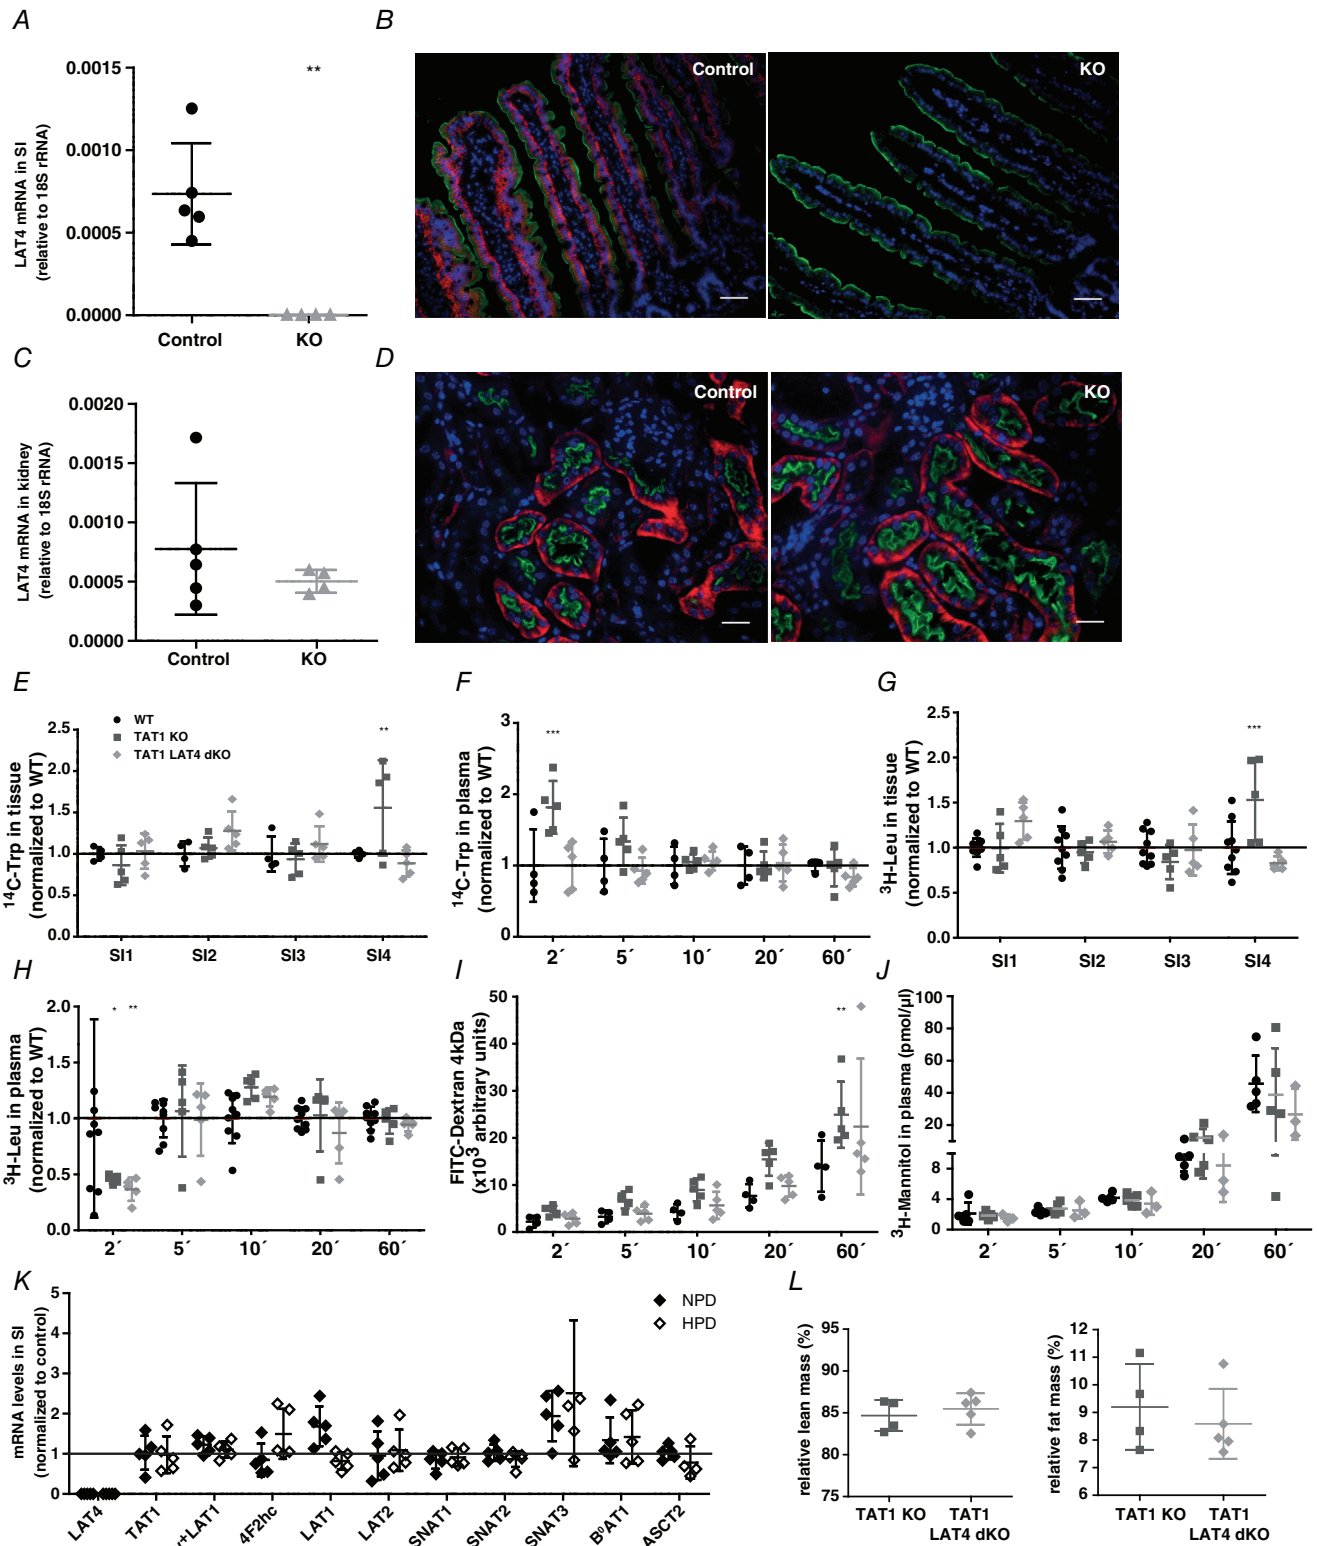 A
LAT4 mRNA in SI
(relative to 18S rRNA)
0.0015
0.0010
0.0005
0.0000
**
Control
KO
B
Control
KO
C
LAT4 mRNA in kidney
(relative to 18S rRNA)
0.0020
0.0015
0.0010
0.0005
0.0000
Control
KO
D
Control
KO
E
14C-Trp in tissue
(normalized to WT)
2.5
2.0
1.5
1.0
0.5
0.0
WT
TAT1 KO
TAT1 LAT4 dKO
**
SI1
SI2
SI3
SI4
F
14C-Trp in plasma
(normalized to WT)
3
2
1
0
***
2´
5´
10´
20´
60´
G
3H-Leu in tissue
(normalized to WT)
2.5
2.0
1.5
1.0
0.5
0.0
***
SI1
SI2
SI3
SI4
H
3H-Leu in plasma
(normalized to WT)
2.0
1.5
1.0
0.5
0.0
*
**
2´
5´
10´
20´
60´
I
FITC-Dextran 4kDa
(x103 arbitrary units)
50
40
30
20
10
0
**
2´
5´
10´
20´
60´
J
3H-Mannitol in plasma (pmol/µl)
100
80
60
40
20
8
4
0
2´
5´
10´
20´
60´
K
mRNA levels in SI
(normalized to control)
5
4
3
2
1
0
NPD
HPD
LAT4
TAT1
+LAT1
4F2hc
LAT1
LAT2
SNAT1
SNAT2
SNAT3
B⁰AT1
ASCT2
L
relative lean mass (%)
95
90
85
80
75
TAT1 KO
TAT1
LAT4 dKO
relative fat mass (%)
12
11
10
9
8
7
6
TAT1 KO
TAT1
LAT4 dKO